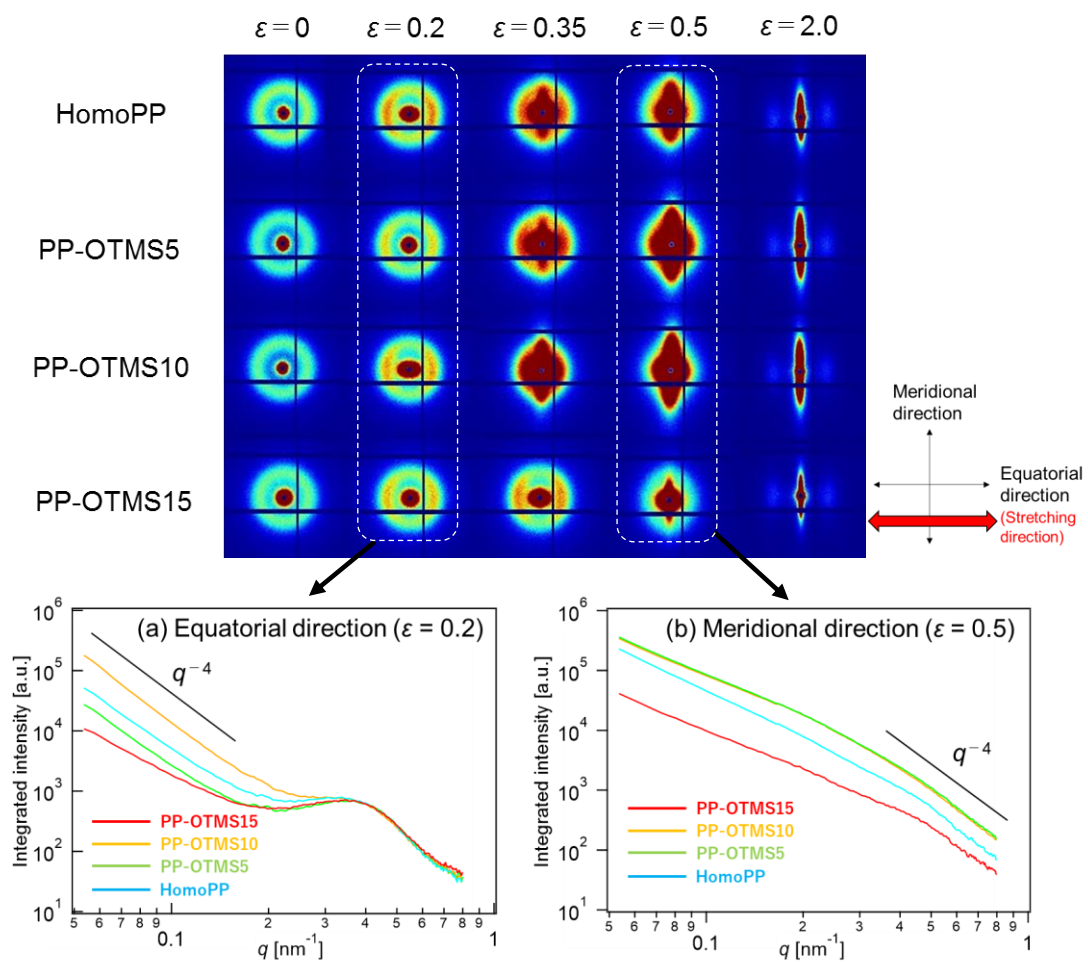 ε = 0 ε = 0.2 ε = 0.35 ε = 0.5 ε = 2.0
HomoPP
PP-OTMS5
PP-OTMS10
PP-OTMS15
Meridional
direction
Equatorial
direction
(Stretching
direction)
(a) Equatorial direction (ε = 0.2)
q⁻⁴
Integrated intensity [a.u.]
10⁶
10⁵
10⁴
10³
10²
10¹
PP-OTMS15
PP-OTMS10
PP-OTMS5
HomoPP
5 6 7 8 9 0.1 2 3 4 5 6 7 8 9 1
q [nm⁻¹]
(b) Meridional direction (ε = 0.5)
q⁻⁴
Integrated intensity [a.u.]
10⁶
10⁵
10⁴
10³
10²
10¹
PP-OTMS15
PP-OTMS10
PP-OTMS5
HomoPP
5 6 7 8 9 0.1 2 3 4 5 6 7 8 9 1
q [nm⁻¹]